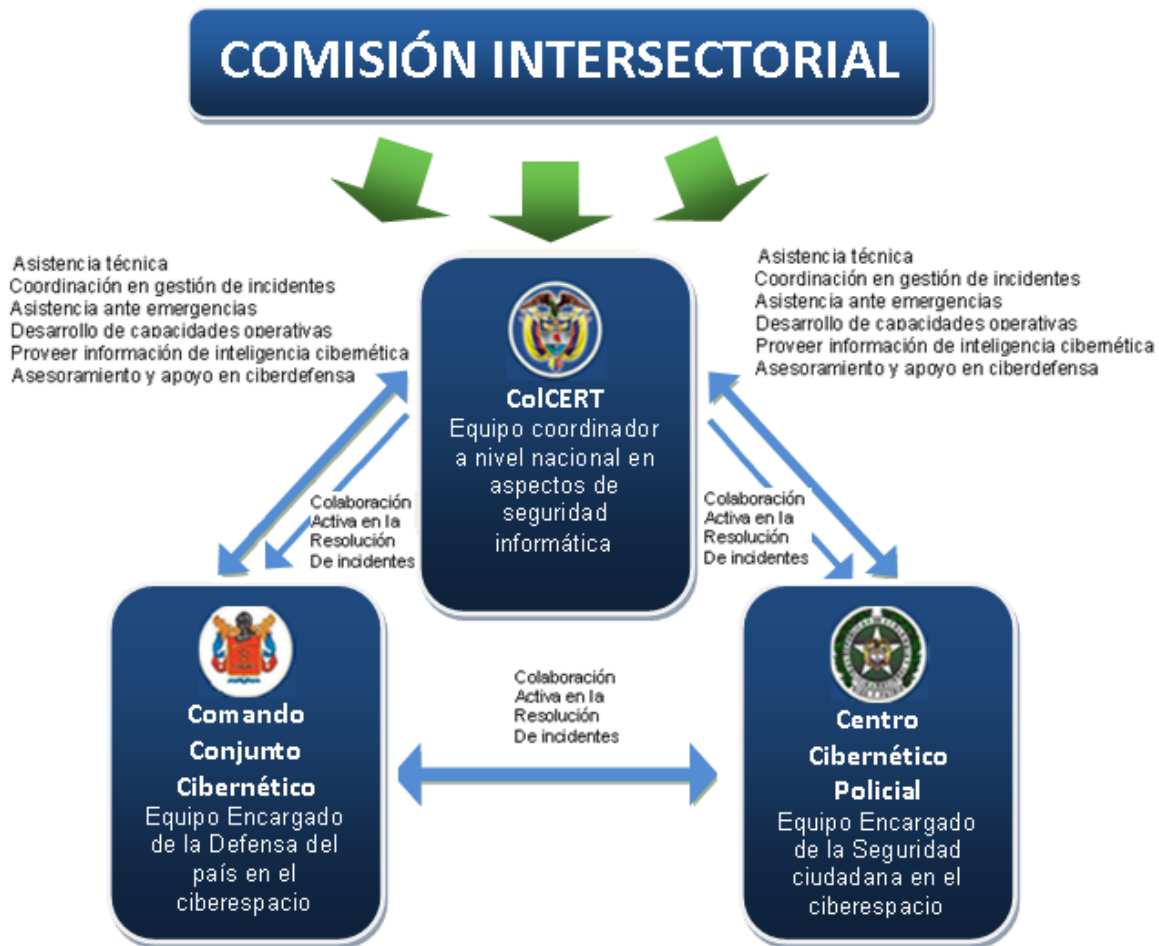 COMISIÓN INTERSECTORIAL
Asistencia técnica
Coordinación en gestión de incidentes
Asistencia ante emergencias
Desarrollo de capacidades operativas
Proveer información de inteligencia cibernética
Asesoramiento y apoyo en ciberdefensa
Asistencia técnica
Coordinación en gestión de incidentes
Asistencia ante emergencias
Desarrollo de capacidades operativas
Proveer información de inteligencia cibernética
Asesoramiento y apoyo en ciberdefensa
ColCERT
Equipo coordinador
a nivel nacional en
aspectos de
seguridad
informática
Colaboración
Activa en la
Resolución
De incidentes
Colaboración
Activa en la
Resolución
De incidentes
Comando
Conjunto
Cibernético
Equipo Encargado
de la Defensa del
país en el
ciberespacio
Colaboración
Activa en la
Resolución
De incidentes
Centro
Cibernético
Policial
Equipo Encargado
de la Seguridad
ciudadana en el
ciberespacio